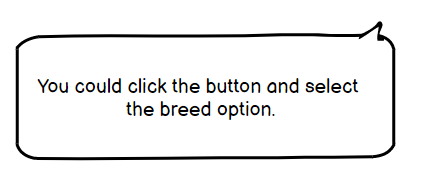 You could click the button and select
the breed option.